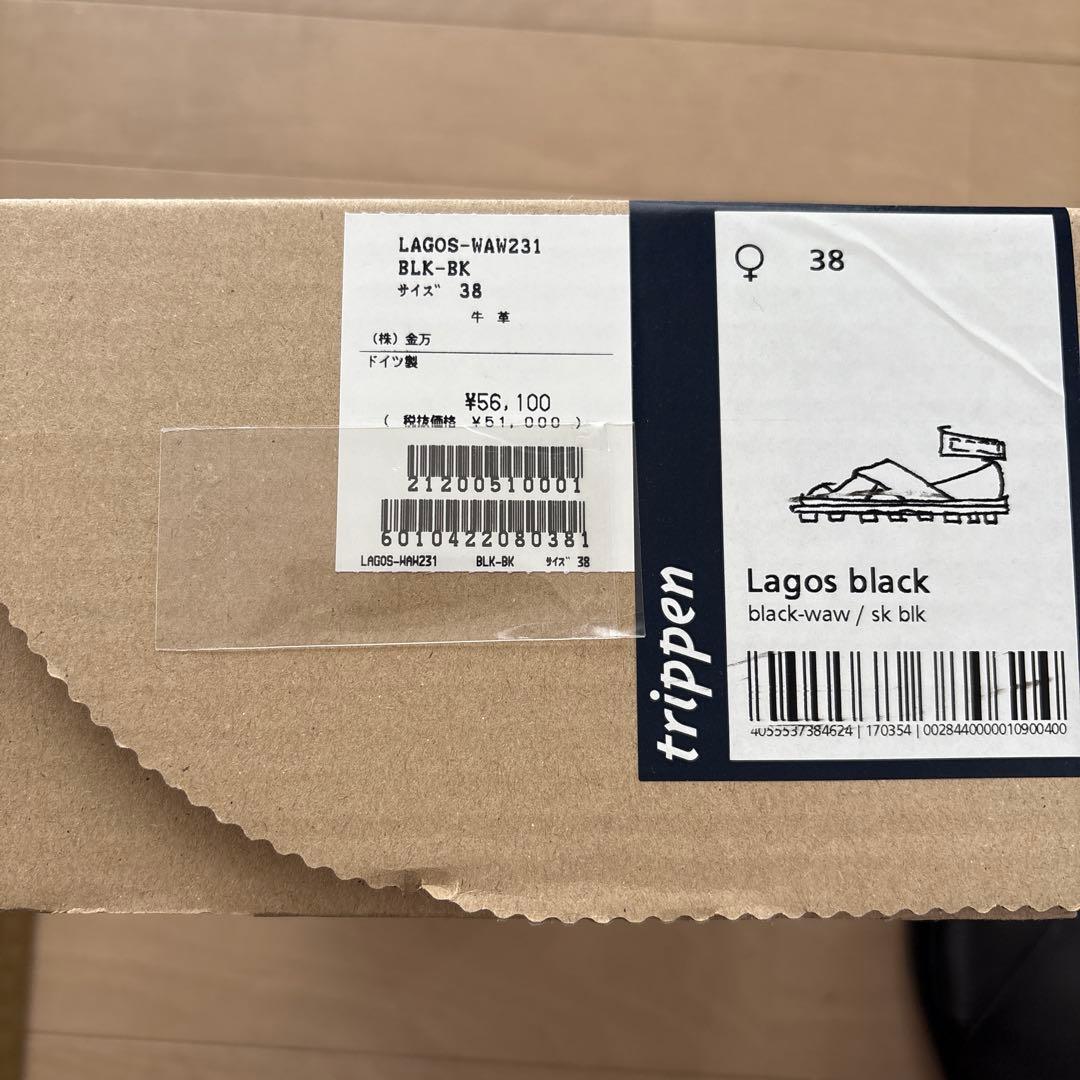 LAGOS-WAW231
BLK-BK
サイズ 38
牛 革
(株)金万
ドイツ製
¥56,100
( 税抜価格 ¥51,000 )
21200510001
6010422080381
LAGOS-WAW231 BLK-BK サイズ 38
♀ 38
trippen
Lagos black
black-waw / sk blk
4055537384624 | 170354 | 0028440000010900400